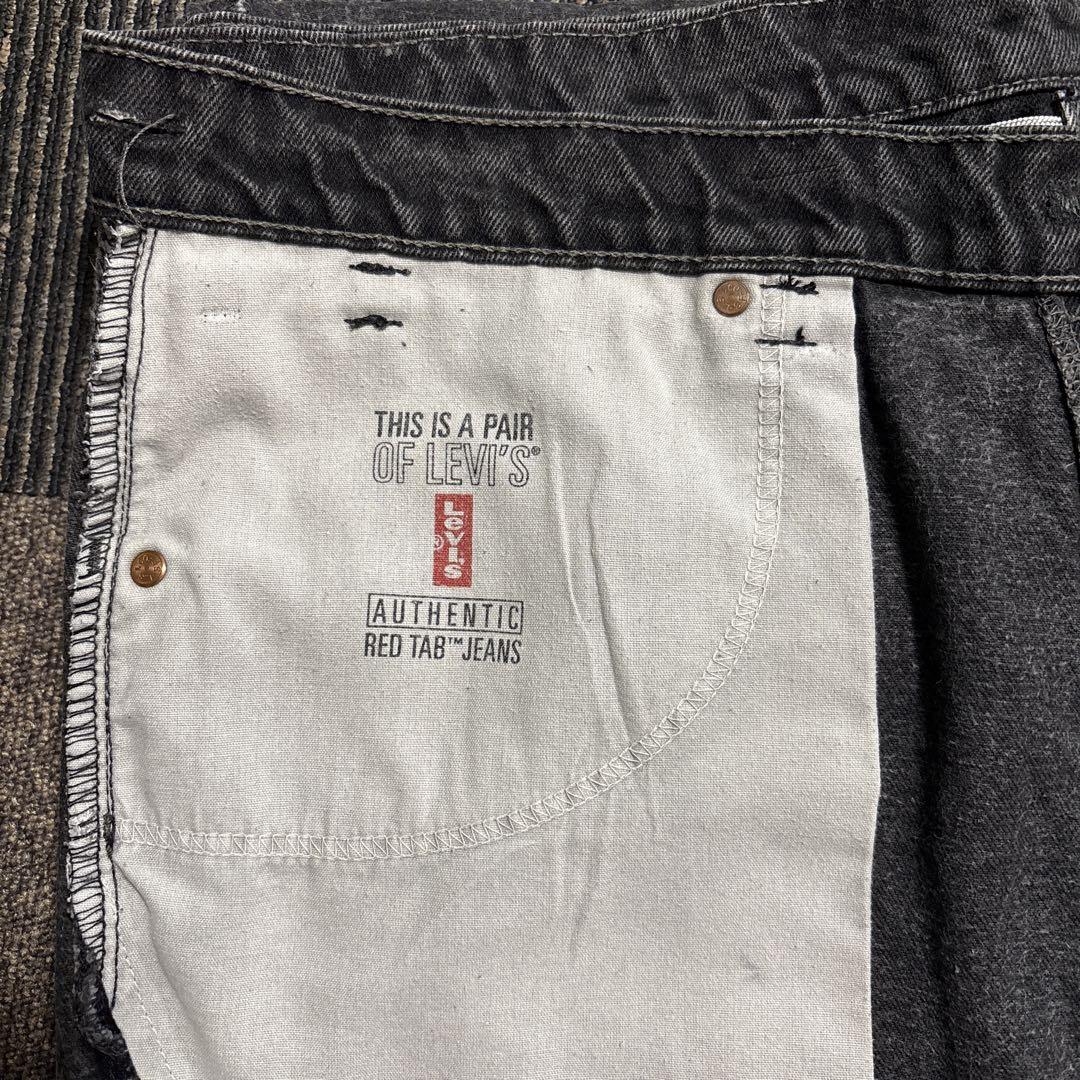 THIS IS A PAIR
OF LEVI'S®
Levi's®
AUTHENTIC
RED TAB™ JEANS